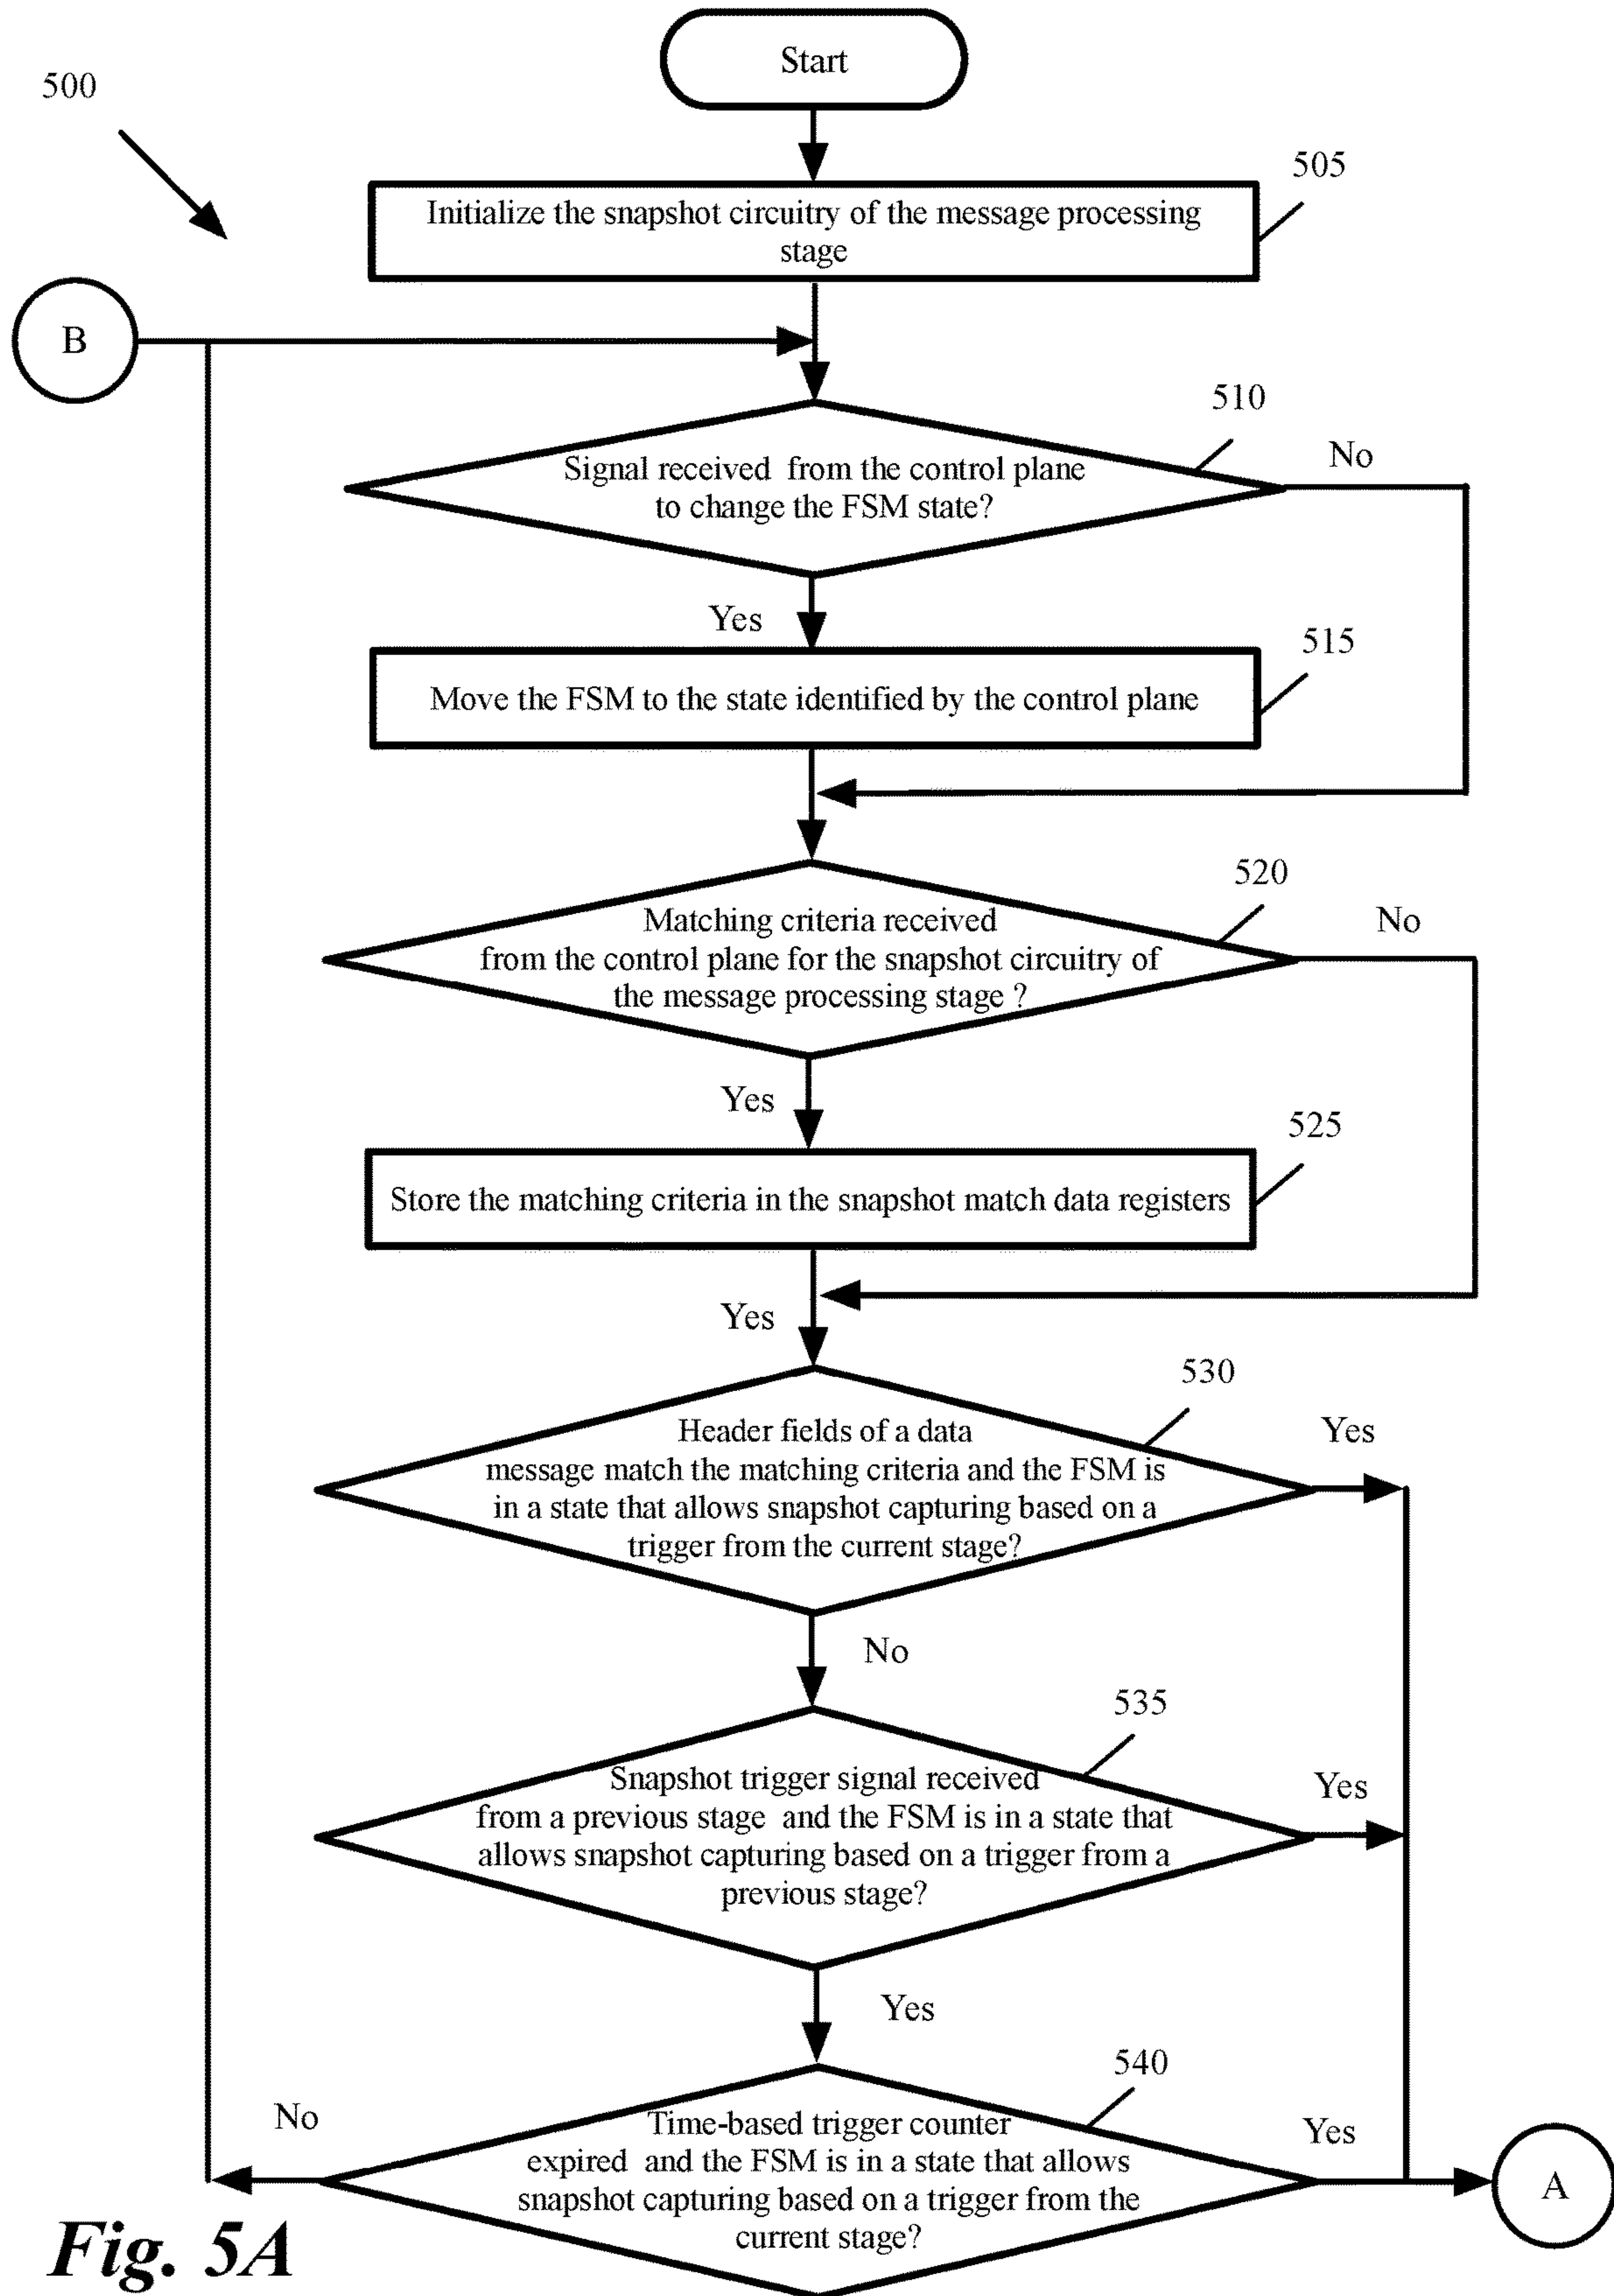 Start
500
505
Initialize the snapshot circuitry of the message processing
stage
B
510
Signal received from the control plane
to change the FSM state?
No
Yes
515
Move the FSM to the state identified by the control plane
520
Matching criteria received
from the control plane for the snapshot circuitry of
the message processing stage ?
No
Yes
525
Store the matching criteria in the snapshot match data registers
Yes
530
Header fields of a data
message match the matching criteria and the FSM is
in a state that allows snapshot capturing based on a
trigger from the current stage?
Yes
No
535
Snapshot trigger signal received
from a previous stage and the FSM is in a state that
allows snapshot capturing based on a trigger from a
previous stage?
Yes
Yes
540
Time-based trigger counter
expired and the FSM is in a state that allows
snapshot capturing based on a trigger from the
current stage?
No
Yes
A
Fig. 5A